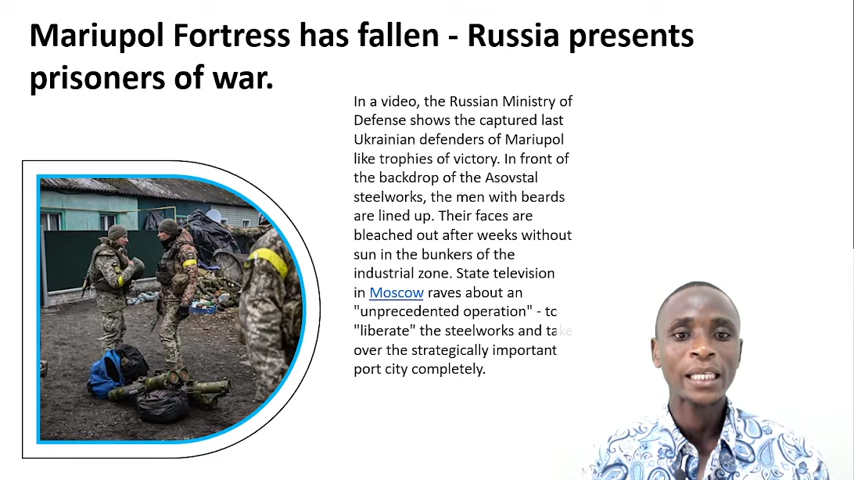 Mariupol Fortress has fallen - Russia presents
prisoners of war.
In a video, the Russian Ministry of
Defense shows the captured last
Ukrainian defenders of Mariupol
like trophies of victory. In front of
the backdrop of the Asovstal
steelworks, the men with beards
are lined up. Their faces are
bleached out after weeks without
sun in the bunkers of the
industrial zone. State television
in Moscow raves about an
"unprecedented operation" - to
"liberate" the steelworks and take
over the strategically important
port city completely.